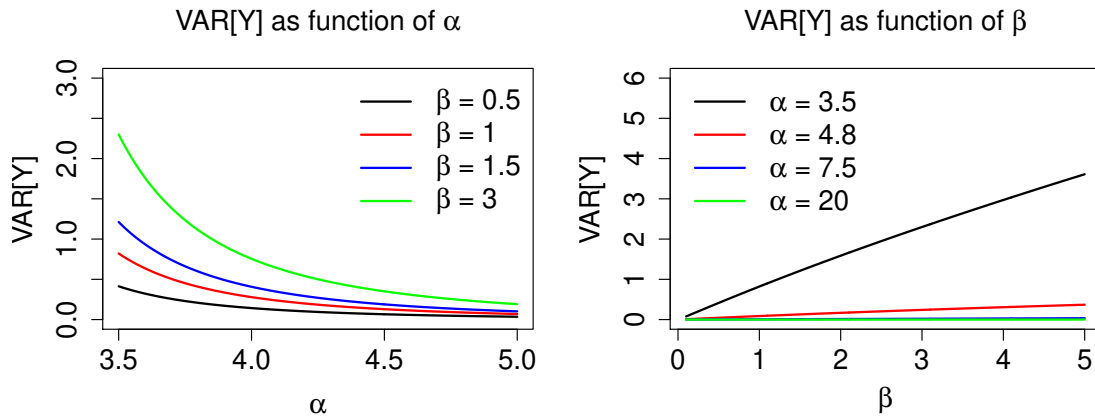 VAR[Y] as function of α
VAR[Y]
3.0
2.0
1.0
0.0
β = 0.5
β = 1
β = 1.5
β = 3
3.5 4.0 4.5 5.0
α
VAR[Y] as function of β
VAR[Y]
6
5
4
3
2
1
0
α = 3.5
α = 4.8
α = 7.5
α = 20
0 1 2 3 4 5
β